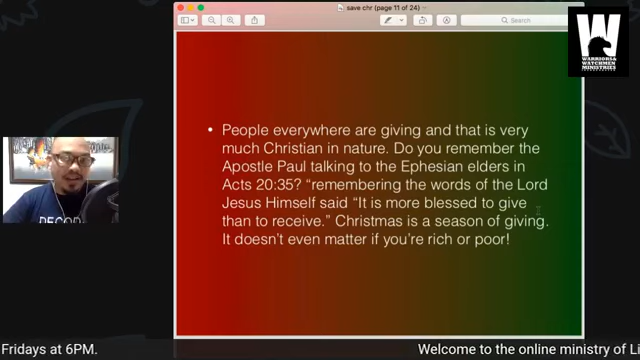 save chr (page 11 of 24)
Search
WARRIORS &
WATCHMEN
MINISTRIES
• People everywhere are giving and that is very
much Christian in nature. Do you remember the
Apostle Paul talking to the Ephesian elders in
Acts 20:35? “remembering the words of the Lord
Jesus Himself said “It is more blessed to give
than to receive.” Christmas is a season of giving.
It doesn’t even matter if you’re rich or poor!
Fridays at 6PM.
Welcome to the online ministry of Li